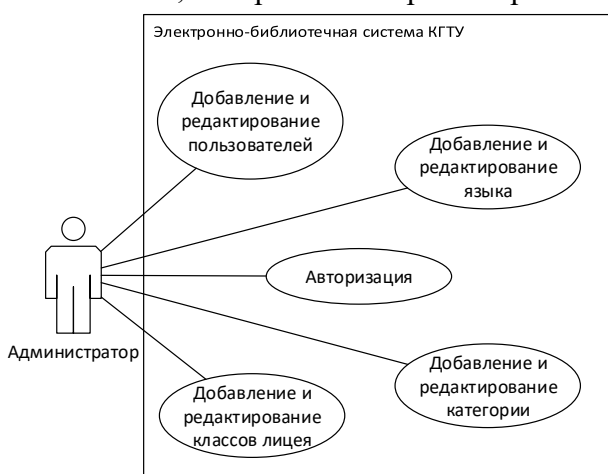 Электронно-библиотечная система КГТУ
Добавление и
редактирование
пользователей
Добавление и
редактирование
языка
Авторизация
Администратор
Добавление и
редактирование
категории
Добавление и
редактирование
классов лицея